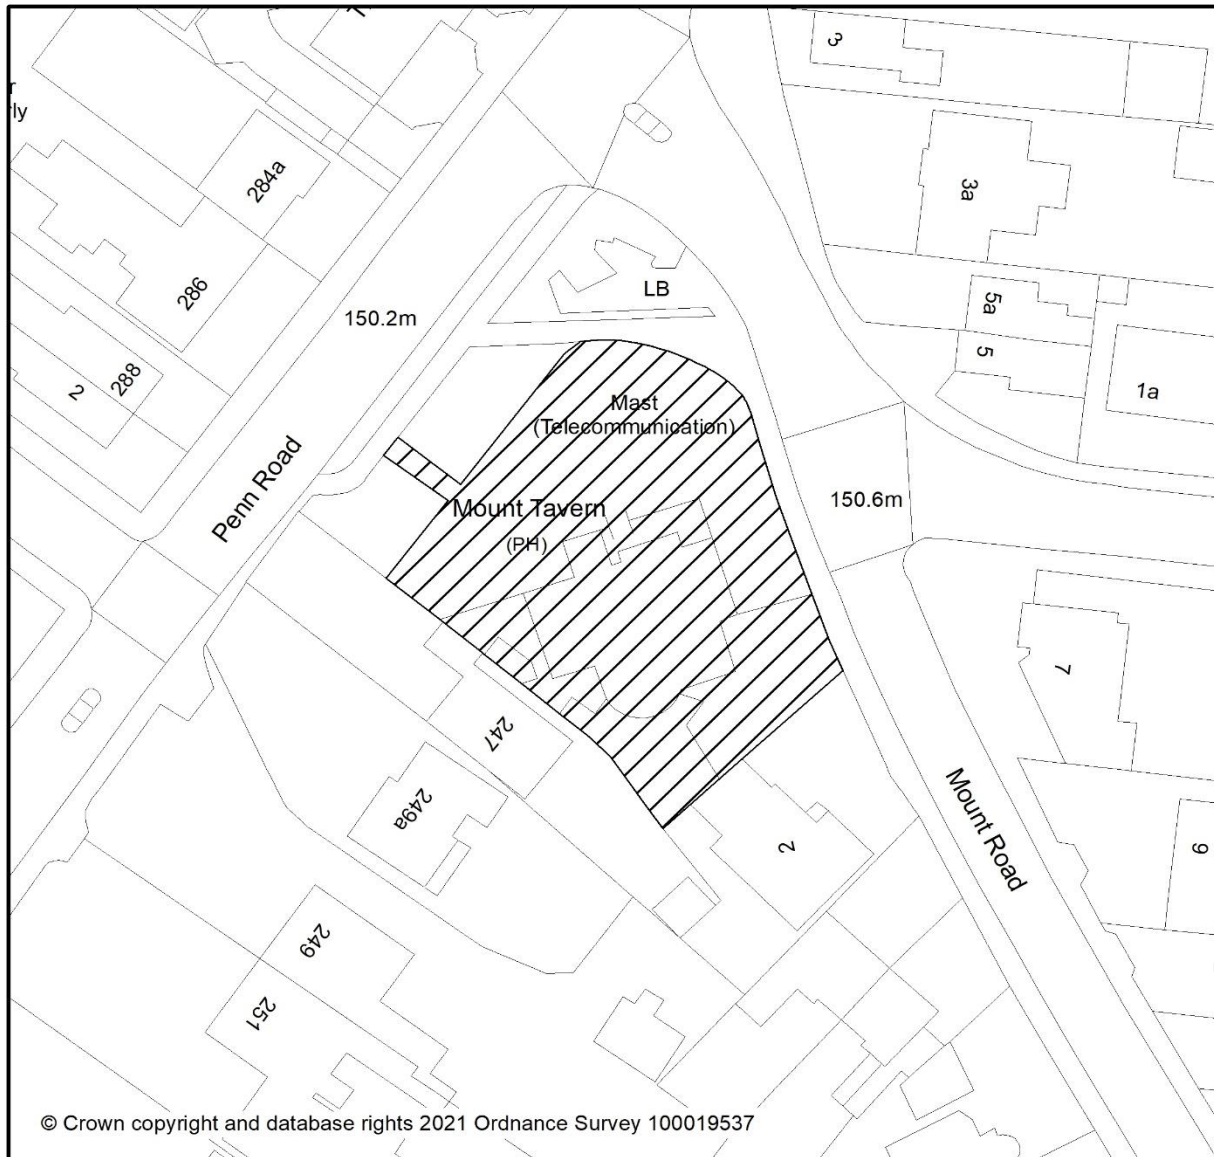 3
ly
284a
3a
286
150.2m
LB
5a
5
288
2
1a
Mast
(Telecommunication)
Penn Road
150.6m
Mount Tavern
(PH)
7
247
249a
Mount Road
2
9
249
251
© Crown copyright and database rights 2021 Ordnance Survey 100019537